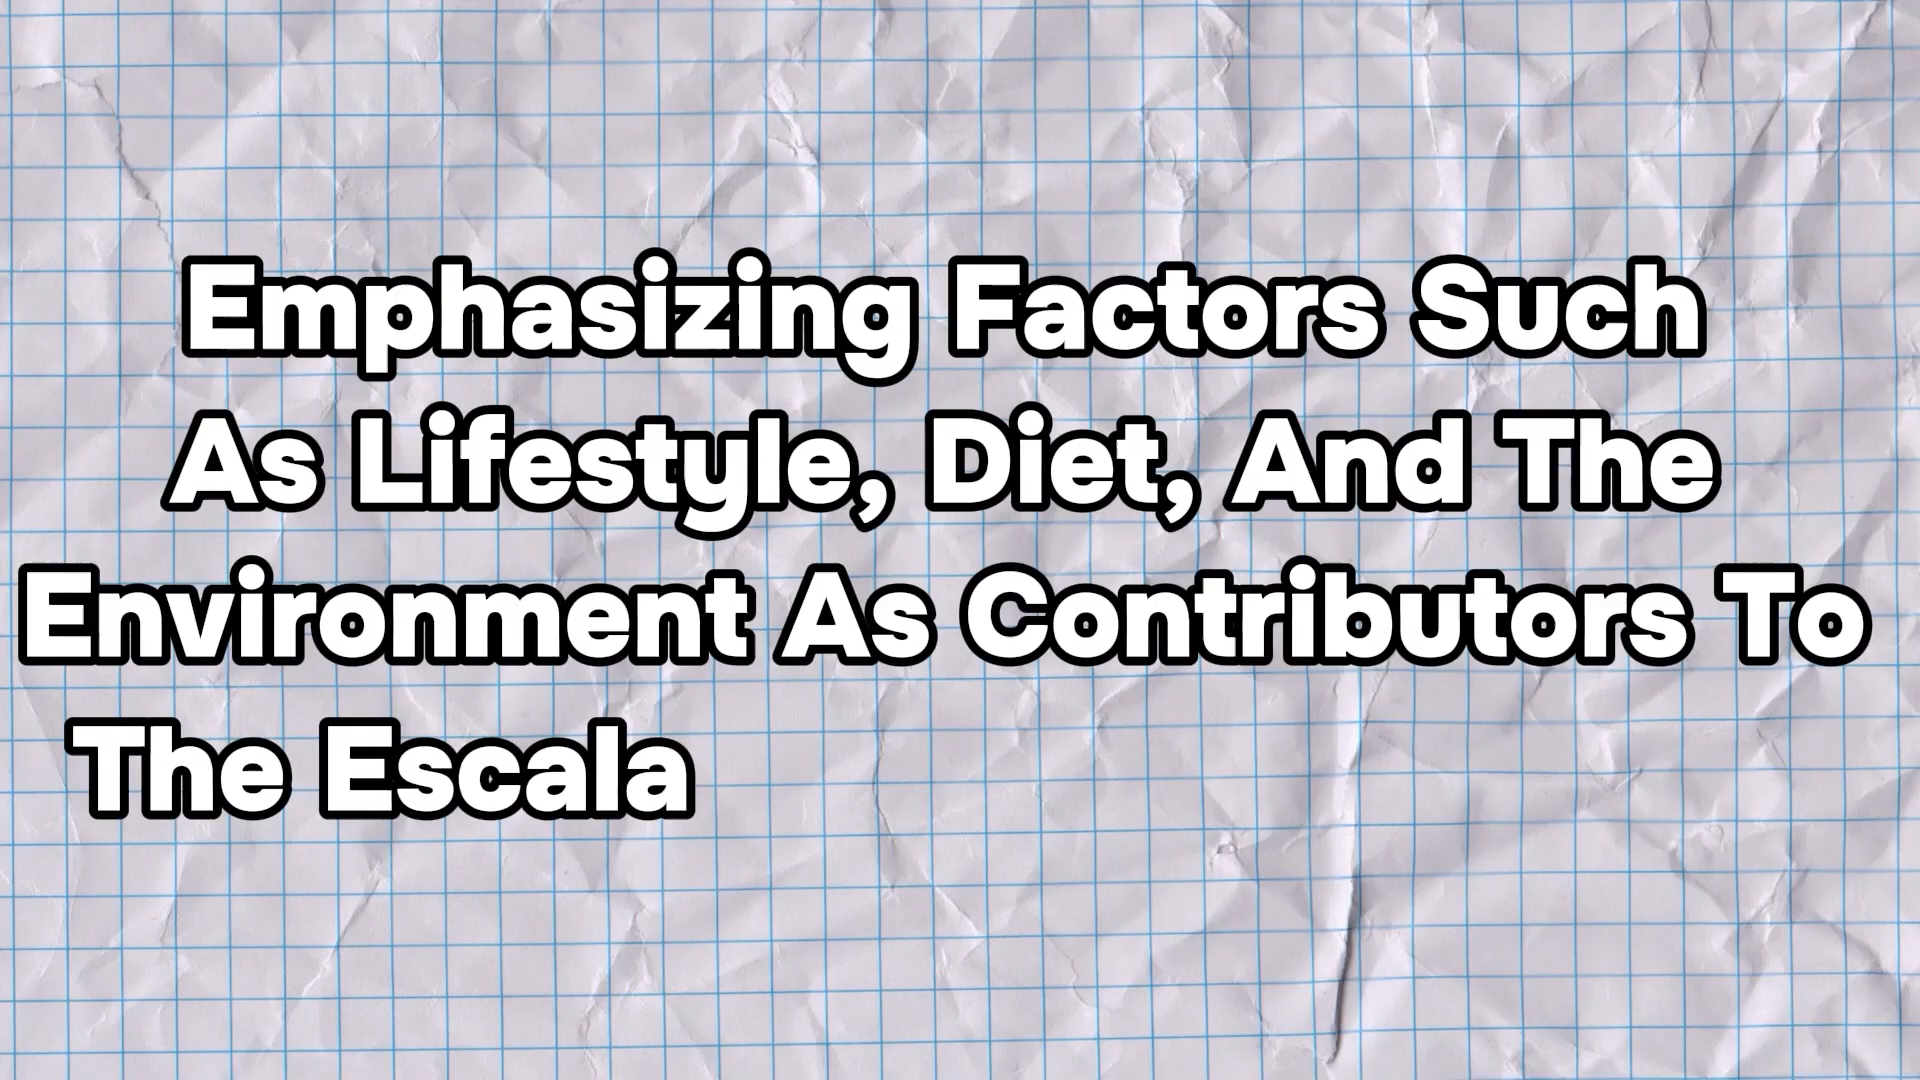 Emphasizing Factors Such
As Lifestyle, Diet, And The
Environment As Contributors To
The Escala